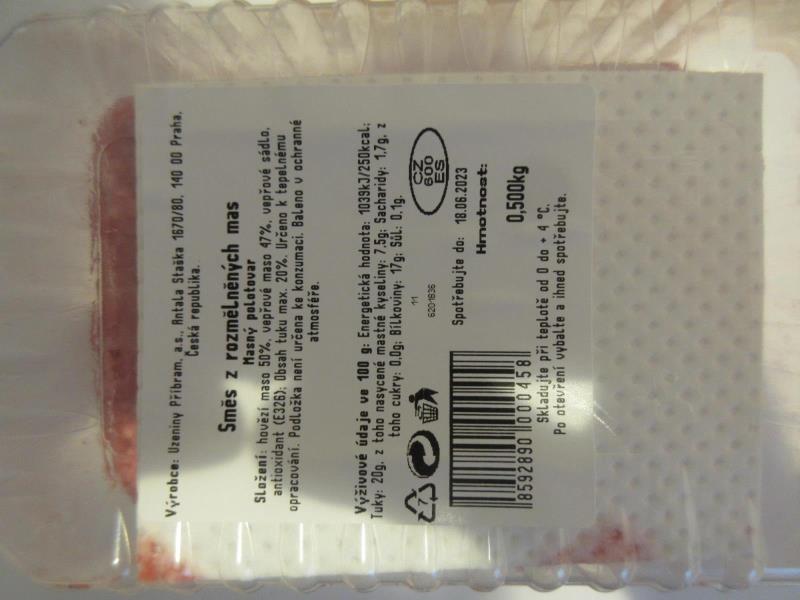 Výrobce: Uzeniny Příbram, a.s., Antala Staška 1670/80, 140 00 Praha,
Česká republika.
Směs z rozmělněných mas
Masný polotovar
Složení: hovězí maso 50%, vepřové maso 47%, vepřové sádlo,
antioxidant (E326); Obsah tuku max. 20%. Určeno k tepelnému
opracování. Podložka není určena ke konzumaci. Baleno v ochranné
atmosféře.
Výživové údaje ve 100 g: Energetická hodnota: 1039kJ/250kcal;
Tuky: 20g, z toho nasycené mastné kyseliny: 7,5g; Sacharidy: 1,7g, z
toho cukry: 0,0g; Bílkoviny: 17g; Sůl: 0,1g.
CZ
600
ES
11
6201836
7
Spotřebujte do: 18.06.2023
Hmotnost:
0,500kg
8592890000458
Skladujte při teplotě od 0 do + 4 °C.
Po otevření vybalte a ihned spotřebujte.